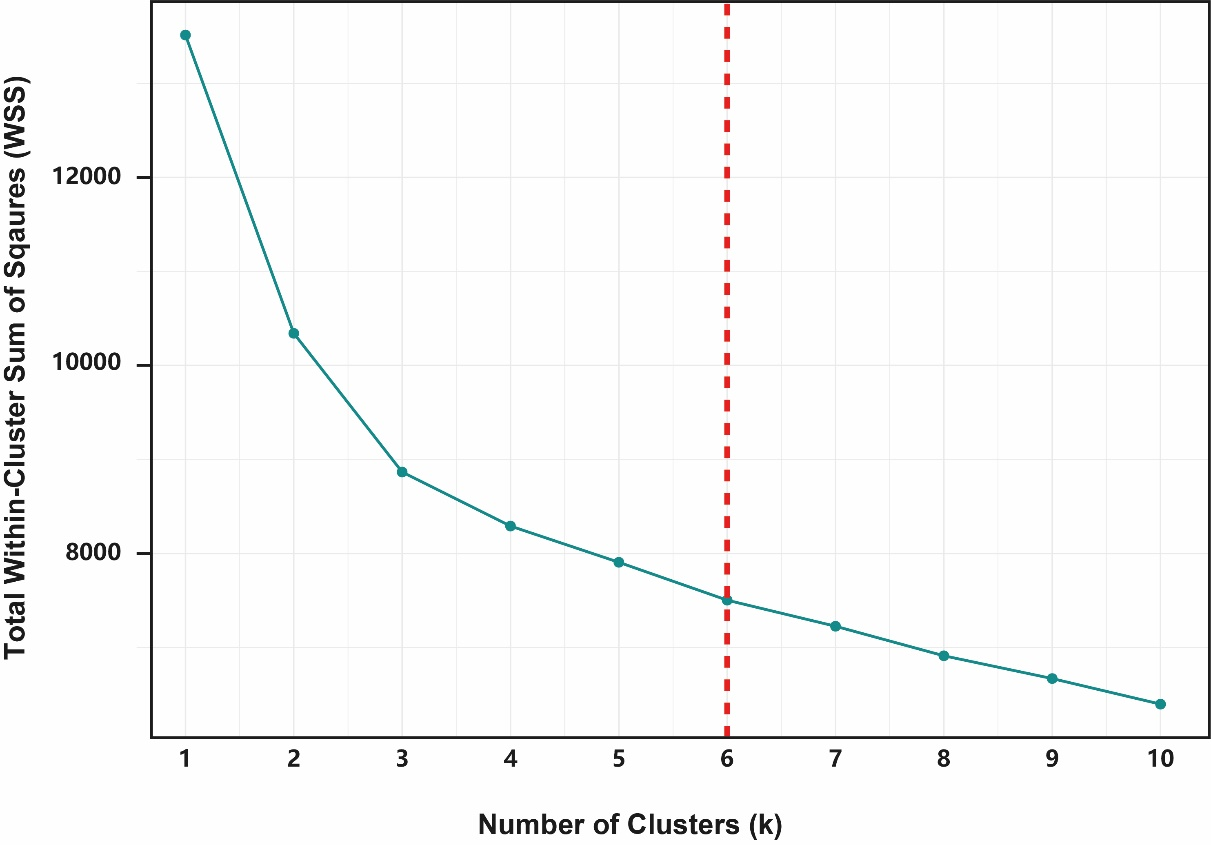 Total Within-Cluster Sum of Sqaures (WSS)
12000
10000
8000
1 2 3 4 5 6 7 8 9 10
Number of Clusters (k)